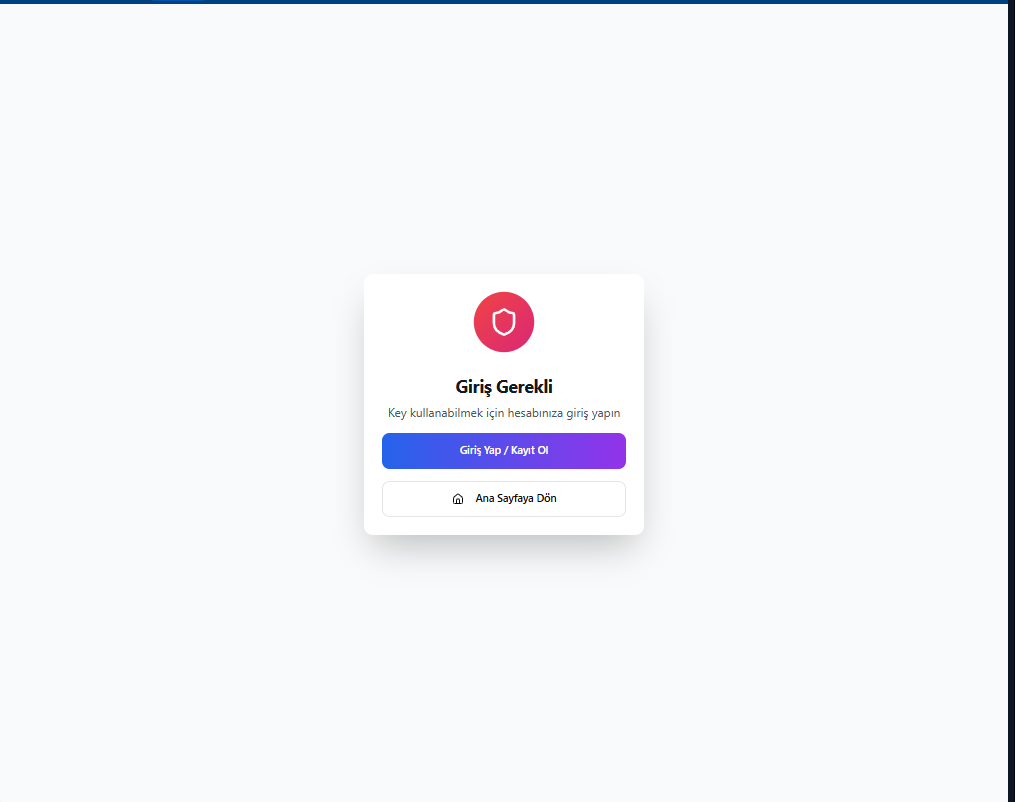 Giriş Gerekli
Key kullanabilmek için hesabınıza giriş yapın
Giriş Yap / Kayıt Ol
Ana Sayfaya Dön